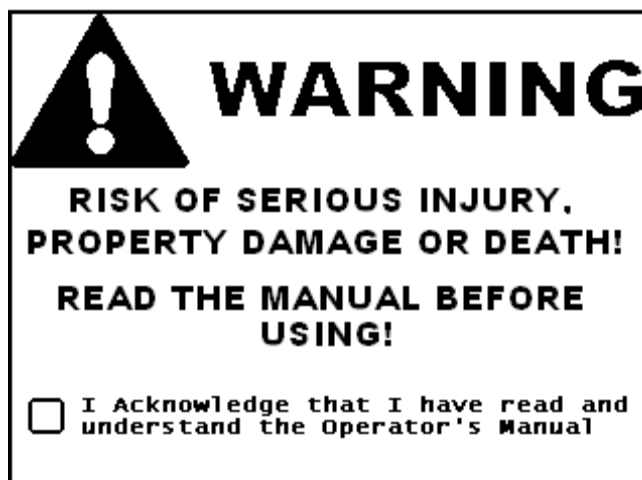 WARNING
RISK OF SERIOUS INJURY,
PROPERTY DAMAGE OR DEATH!
READ THE MANUAL BEFORE
USING!
I Acknowledge that I have read and
understand the Operator's Manual